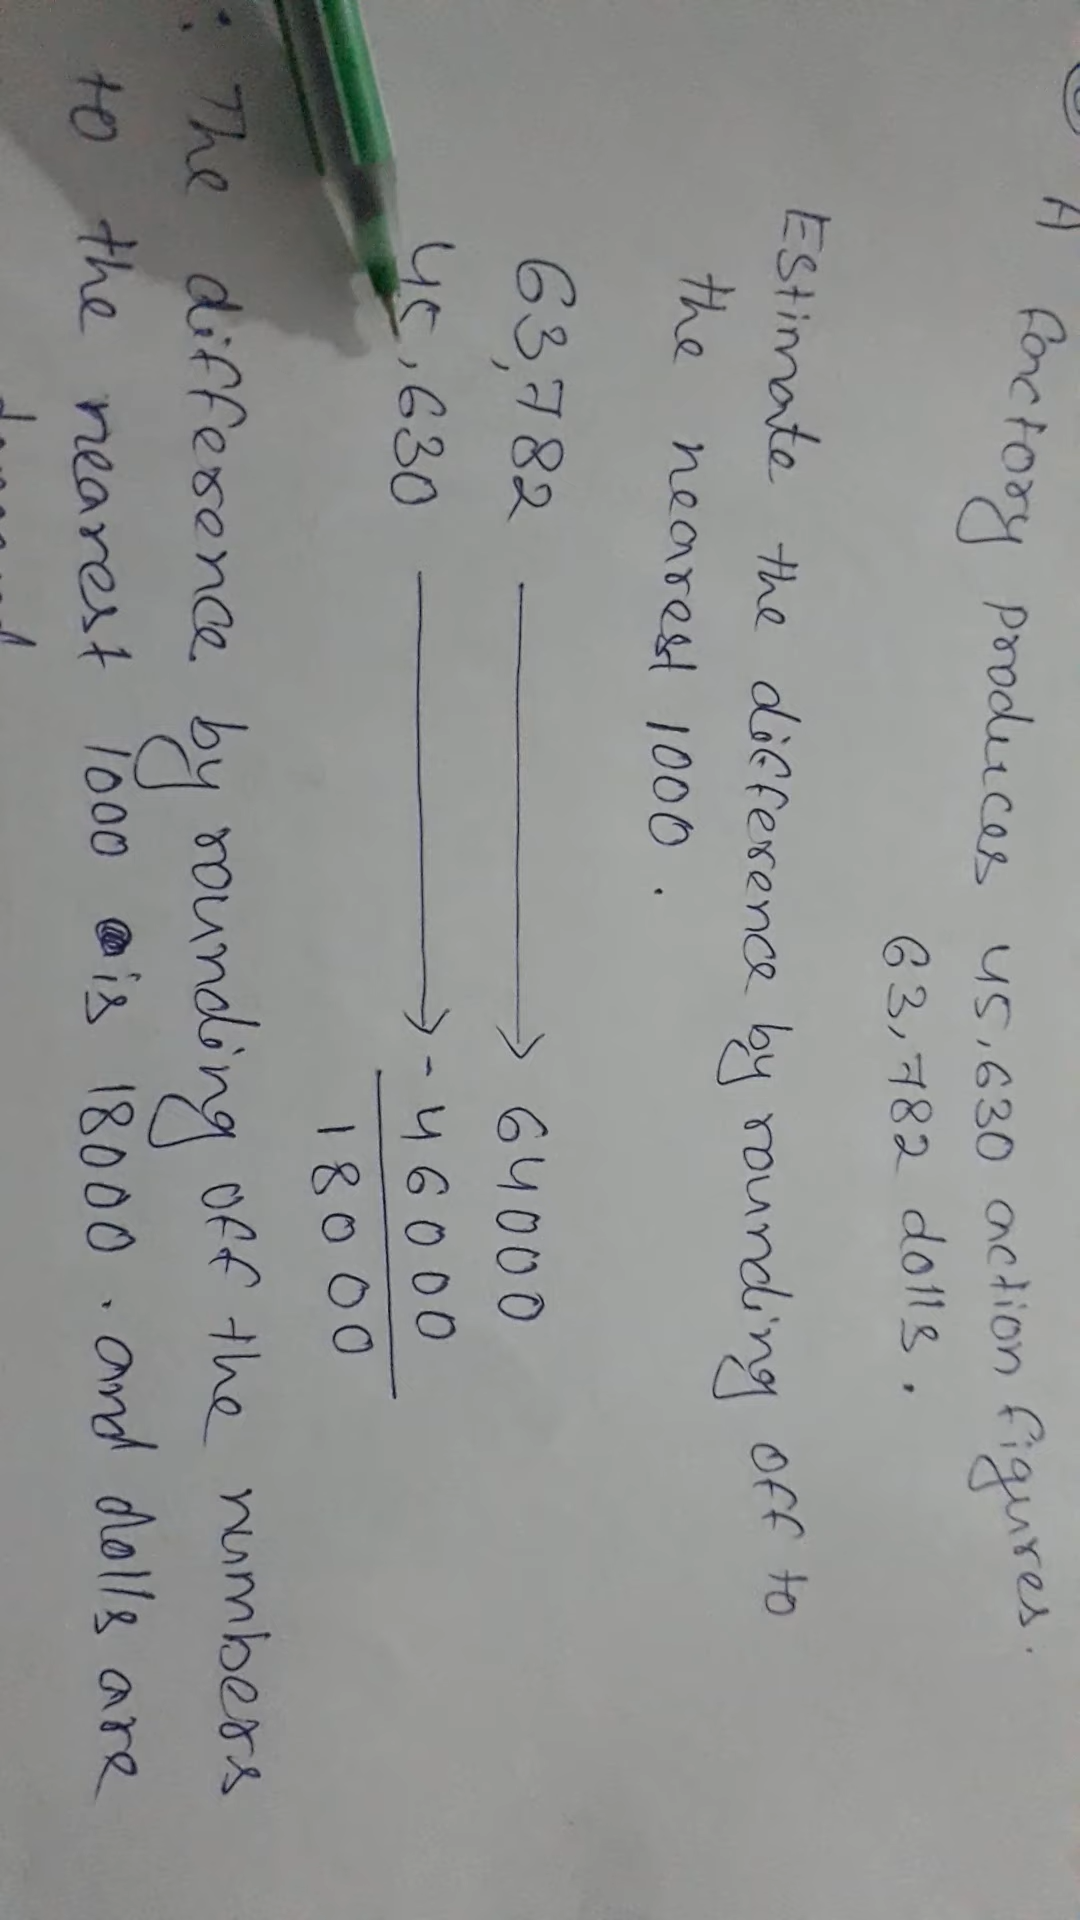 A factory produces 45,630 action figures.
63,782 dolls.
Estimate the difference by rounding off to
the nearest 1000.
63,782 → 64000
45,630 → - 46000
18000
∴ The difference by rounding off the numbers
to the nearest 1000 is 18000. and dolls are